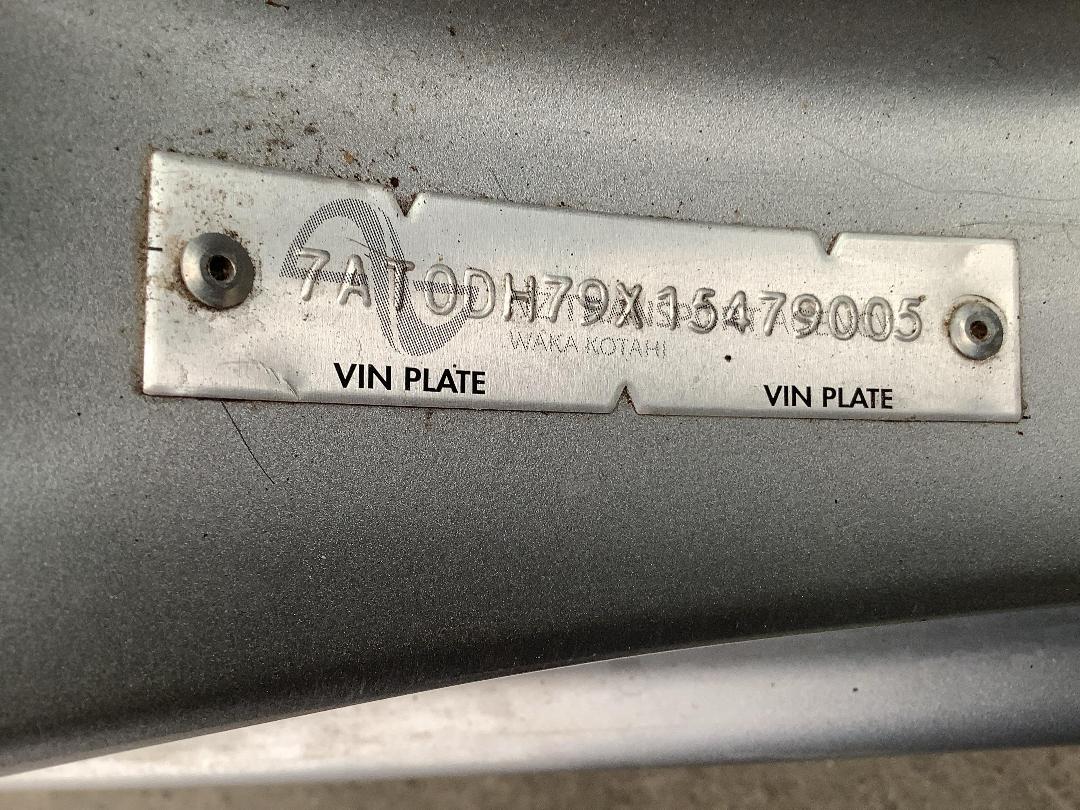 7AT0DH79X15479005
WAKA KOTAHI
VIN PLATE VIN PLATE